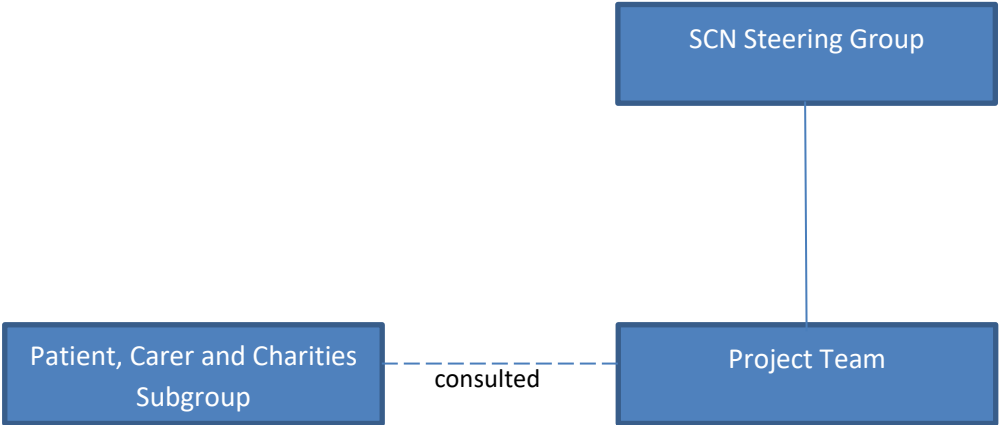 SCN Steering Group
Patient, Carer and Charities
Subgroup
consulted
Project Team